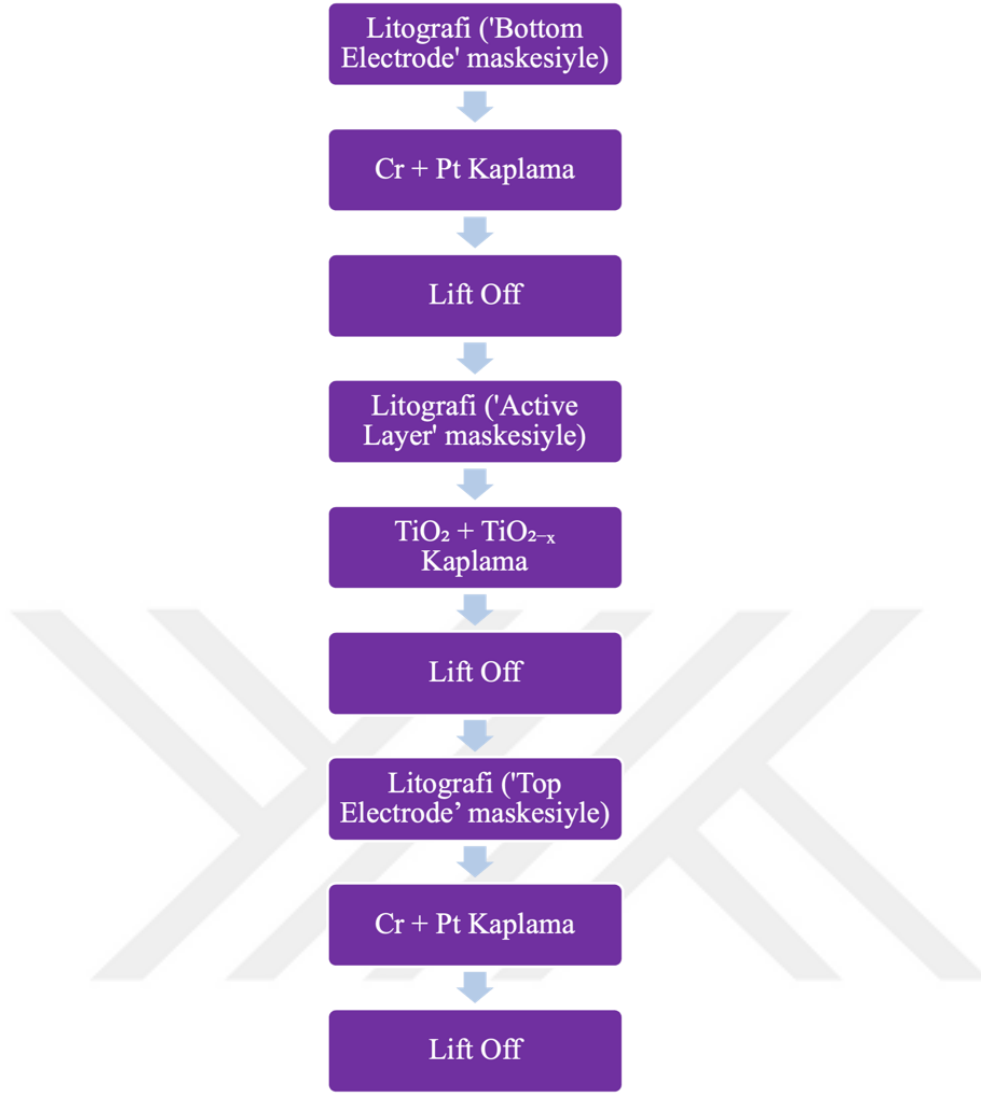 Litografi ('Bottom
Electrode' maskesiyle)
Cr + Pt Kaplama
Lift Off
Litografi ('Active
Layer' maskesiyle)
TiO₂ + TiO₂₋ₓ
Kaplama
Lift Off
Litografi ('Top
Electrode’ maskesiyle)
Cr + Pt Kaplama
Lift Off